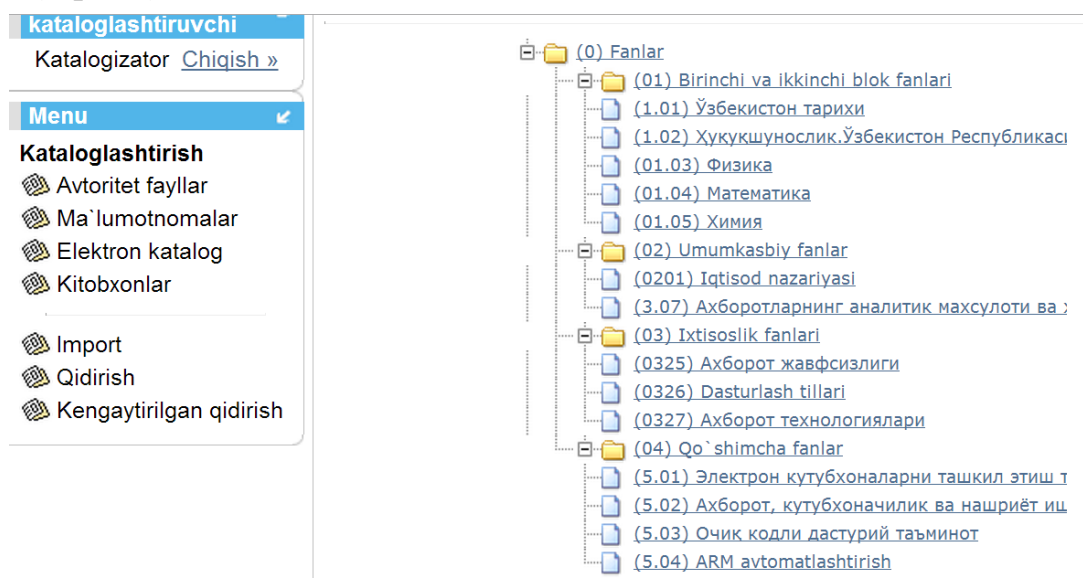 kataloglashtiruvchi
Katalogizator Chiqish »
Menu
Kataloglashtirish
Avtoritet fayllar
Ma`lumotnomalar
Elektron katalog
Kitobxonlar
Import
Qidirish
Kengaytirilgan qidirish
(0) Fanlar
(01) Birinchi va ikkinchi blok fanlari
(1.01) Ўзбекистон тарихи
(1.02) Ҳуқуқшунослик.Ўзбекистон
(01.03) Физика
(01.04) Математика
(01.05) Химия
(02) Umumkasbiy fanlar
(0201) Iqtisod nazariyasi
(3.07) Ахборотларнинг аналитик махсулоти ва
(03) Ixtisoslik fanlari
(0325) Ахборот жавфсизлиги
(0326) Dasturlash tillari
(0327) Ахборот технологиялари
(04) Qo`shimcha fanlar
(5.01) Электрон кутубхоналарни ташкил этиш
(5.02) Ахборот, кутубхоначилик ва нашриёт
(5.03) Очиқ кодли дастурий таъминот
(5.04) ARM avtomatlashtirish